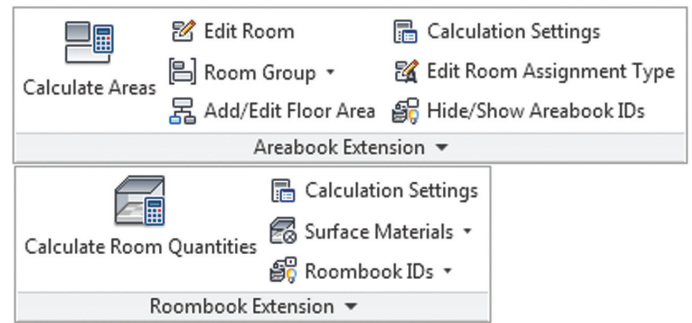 Edit Room
Calculation Settings
Calculate Areas
Room Group
Edit Room Assignment Type
Add/Edit Floor Area
Hide/Show Areabook IDs
Areabook Extension
Calculation Settings
Calculate Room Quantities
Surface Materials
Roombook IDs
Roombook Extension